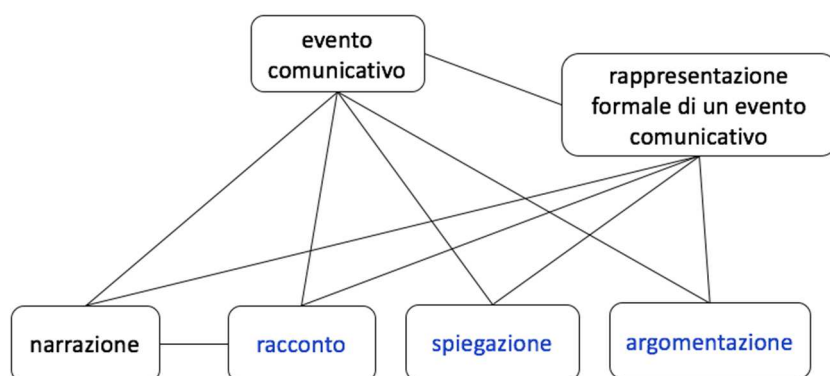 evento
comunicativo
rappresentazione
formale di un evento
comunicativo
narrazione
racconto
spiegazione
argomentazione